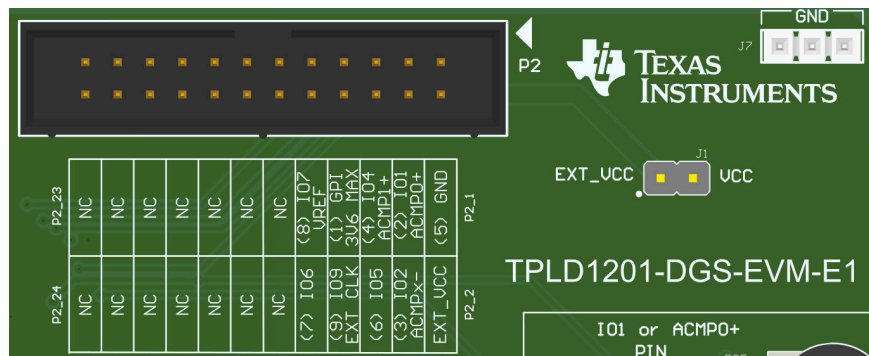 GND
J7
P2
TEXAS
INSTRUMENTS
J1
EXT_VCC
VCC
P2_23
NC
NC
NC
NC
NC
NC
NC
(8) IO7
VREF
(1) GPI
3V6 MAX
(4) IO4
ACMP1+
(2) IO1
ACMP0+
(5) GND
P2_1
P2_24
NC
NC
NC
NC
NC
NC
NC
(7) IO6
(9) IO9
EXT CLK
(6) IO5
(3) IO2
ACMPx-
EXT_VCC
P2_2
TPLD1201-DGS-EVM-E1
IO1 or ACMP0+
PIN